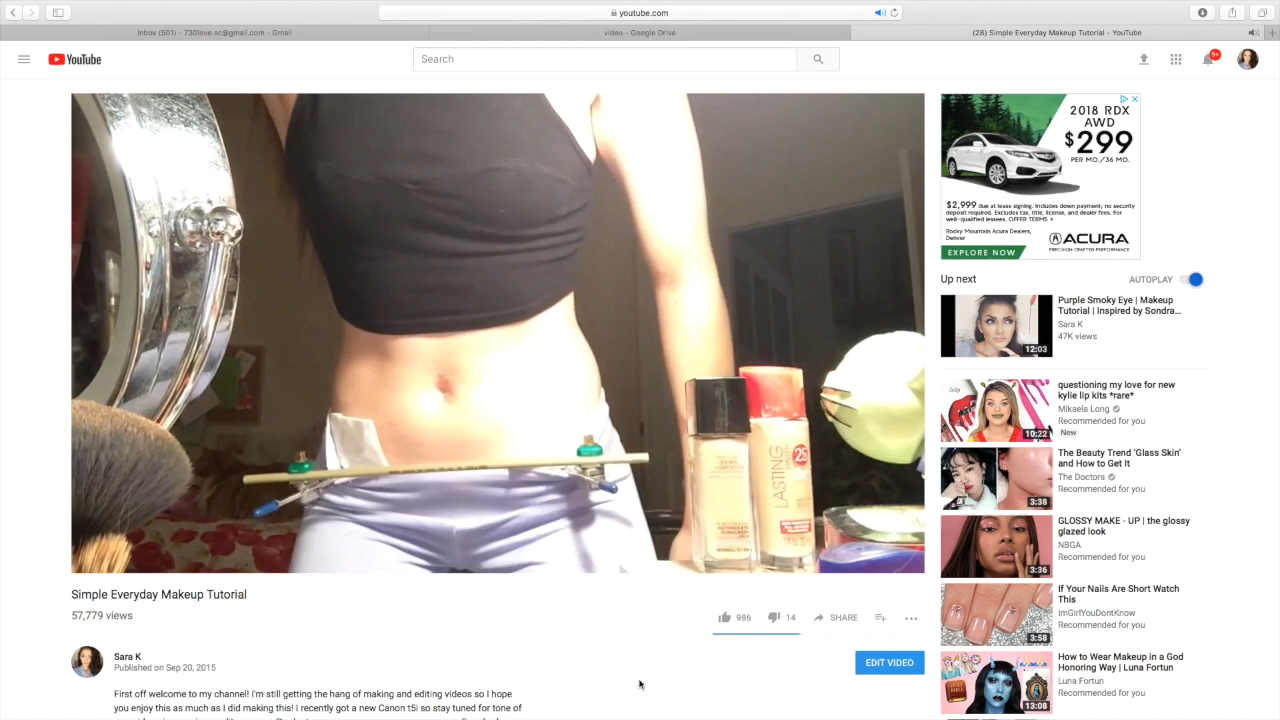 youtube.com
Inbox (501) - 730love.sc@gmail.com - Gmail
video - Google Drive
(28) Simple Everyday Makeup Tutorial - YouTube
YouTube
Search
9+
2018 RDX
AWD
$299
PER MO./36 MO.
$2,999 due at lease signing. Includes down payment; no security
deposit required. Excludes tax, title, license, and dealer fees. For
well-qualified lessees. OFFER TERMS +
Rocky Mountain Acura Dealers,
Denver
ACURA
PRECISION CRAFTED PERFORMANCE
EXPLORE NOW
LASTING
25
Up next
AUTOPLAY
Purple Smoky Eye | Makeup
Tutorial | Inspired by Sondra...
Sara K
47K views
12:03
questioning my love for new
kylie lip kits *rare*
Mikaela Long
Recommended for you
New
10:22
The Beauty Trend 'Glass Skin'
and How to Get It
The Doctors
Recommended for you
3:38
GLOSSY MAKE - UP | the glossy
glazed look
NBGA
Recommended for you
3:36
If Your Nails Are Short Watch
This
ImGirlYouDontKnow
Recommended for you
3:58
How to Wear Makeup in a God
Honoring Way | Luna Fortun
Luna Fortun
Recommended for you
13:08
Simple Everyday Makeup Tutorial
57,779 views
986
14
SHARE
Sara K
Published on Sep 20, 2015
EDIT VIDEO
First off welcome to my channel! I'm still getting the hang of making and editing videos so I hope
you enjoy this as much as I did making this! I recently got a new Canon t5i so stay tuned for tone of